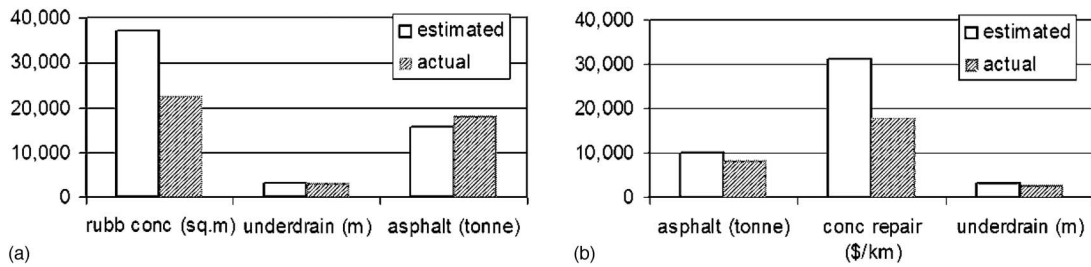 40,000
30,000
20,000
10,000
0
estimated
actual
rubb conc (sq.m) underdrain (m) asphalt (tonne)
(a)
40,000
30,000
20,000
10,000
0
estimated
actual
asphalt (tonne) conc repair underdrain (m)
($/km)
(b)